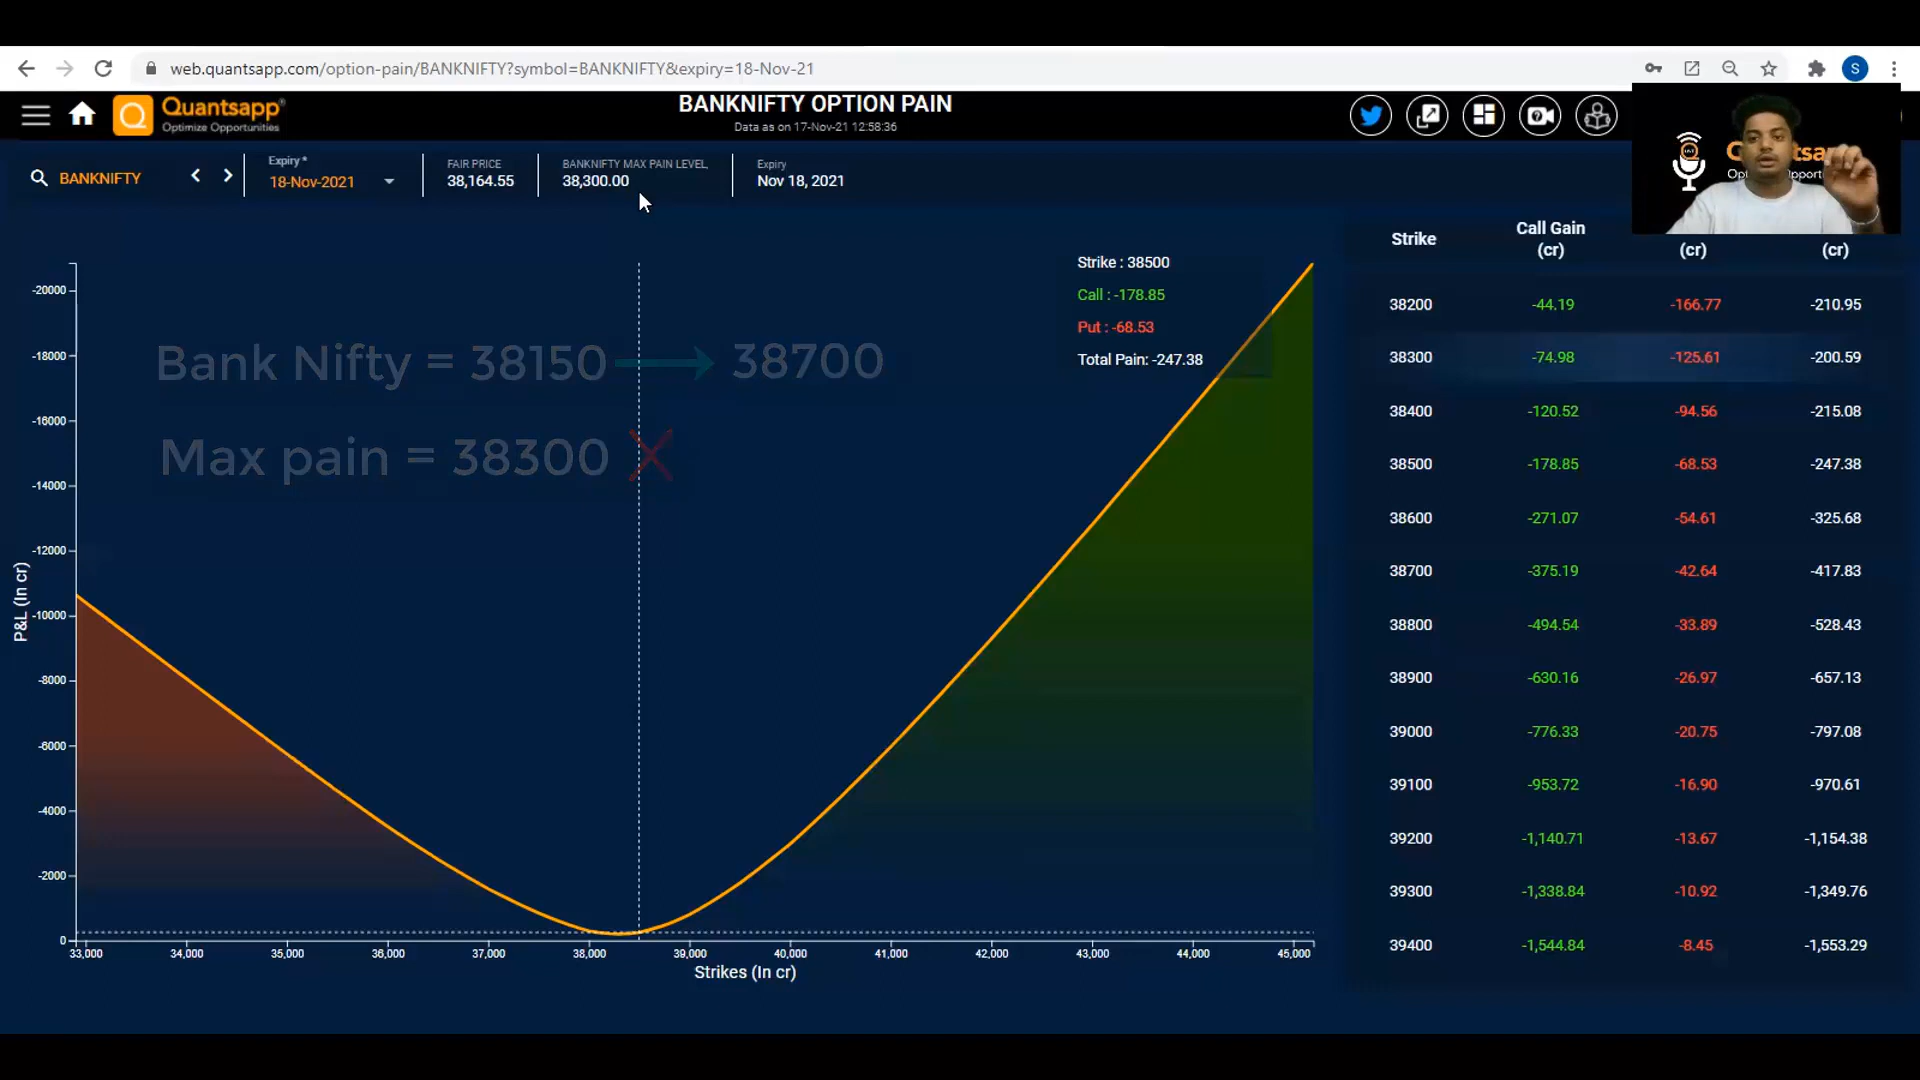 web.quantsapp.com/option-pain/BANKNIFTY?symbol=BANKNIFTY&expiry=18-Nov-21
S
Quantsapp
Optimize Opportunities
BANKNIFTY OPTION PAIN
Data as on 17-Nov-21 12:58:36
BANKNIFTY
Expiry *
18-Nov-2021
FAIR PRICE
38,164.55
BANKNIFTY MAX PAIN LEVEL
38,300.00
Expiry
Nov 18, 2021
Strike : 38500
Call : -178.85
Put : -68.53
Total Pain: -247.38
Bank Nifty = 38150 → 38700
Max pain = 38300 X
P&L (In cr)
-20000
-18000
-16000
-14000
-12000
-10000
-8000
-6000
-4000
-2000
0
33,000 34,000 35,000 36,000 37,000 38,000 39,000 40,000 41,000 42,000 43,000 44,000 45,000
Strikes (In cr)
Strike Call Gain (cr) (cr) (cr)
38200 -44.19 -166.77 -210.95
38300 -74.98 -125.61 -200.59
38400 -120.52 -94.56 -215.08
38500 -178.85 -68.53 -247.38
38600 -271.07 -54.61 -325.68
38700 -375.19 -42.64 -417.83
38800 -494.54 -33.89 -528.43
38900 -630.16 -26.97 -657.13
39000 -776.33 -20.75 -797.08
39100 -953.72 -16.90 -970.61
39200 -1,140.71 -13.67 -1,154.38
39300 -1,338.84 -10.92 -1,349.76
39400 -1,544.84 -8.45 -1,553.29